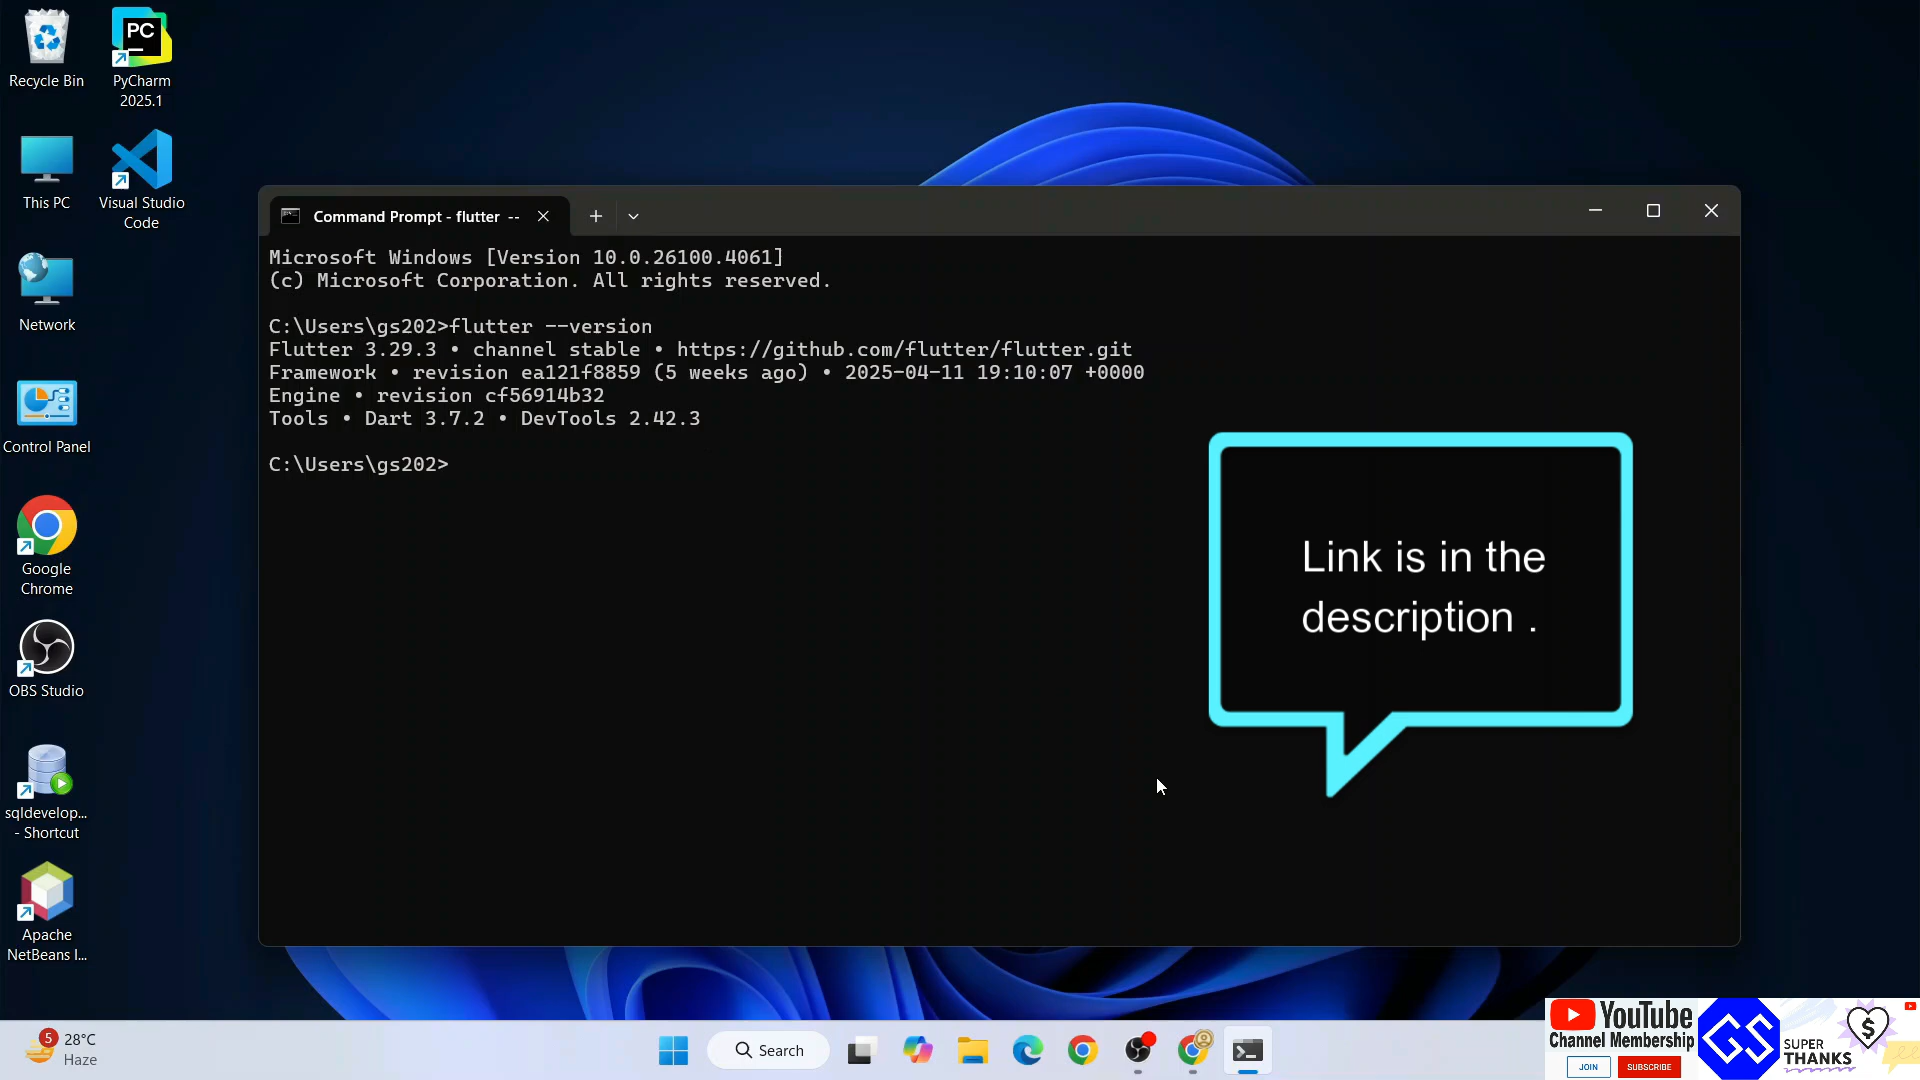 Recycle Bin
PC
PyCharm
2025.1
This PC
Visual Studio
Code
Network
Control Panel
Google
Chrome
OBS Studio
sqldevelop...
- Shortcut
Apache
NetBeans I...
Command Prompt - flutter --
Microsoft Windows [Version 10.0.26100.4061]
(c) Microsoft Corporation. All rights reserved.
C:\Users\gs202>flutter --version
Flutter 3.29.3 • channel stable • https://github.com/flutter/flutter.git
Framework • revision ea121f8859 (5 weeks ago) • 2025-04-11 19:10:07 +0000
Engine • revision cf56914b32
Tools • Dart 3.7.2 • DevTools 2.42.3
C:\Users\gs202>
Link is in the
description .
5
28°C
Haze
Search
YouTube
Channel Membership
JOIN
SUBSCRIBE
GS
SUPER
THANKS
$